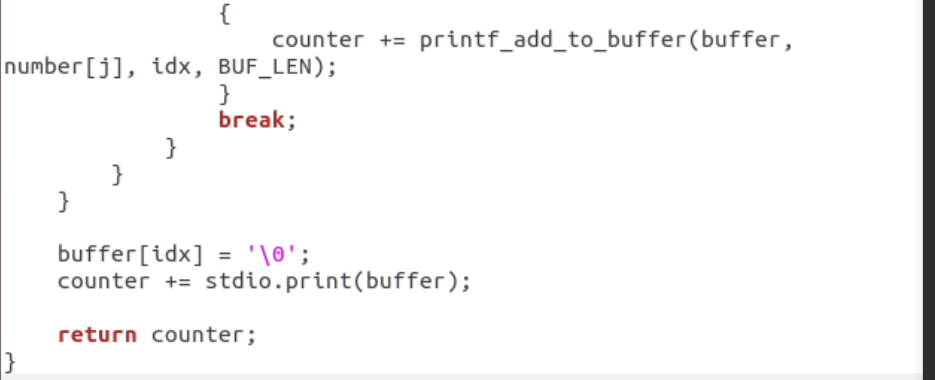 {
counter += printf_add_to_buffer(buffer,
number[j], idx, BUF_LEN);
}
break;
}
}
}
buffer[idx] = '\0';
counter += stdio.print(buffer);
return counter;
}